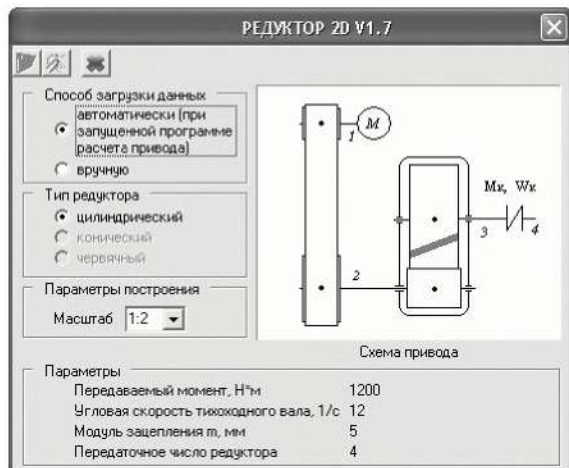 РЕДУКТОР 2D V1.7
Способ загрузки данных
автоматически (при
запущенной программе
расчета привода)
вручную
Тип редуктора
цилиндрический
конический
червячный
Параметры построения
Масштаб 1:2
1
M
Mк, Wк
3
4
2
Схема привода
Параметры
Передаваемый момент, Н*м 1200
Угловая скорость тихоходного вала, 1/с 12
Модуль зацепления m, мм 5
Передаточное число редуктора 4